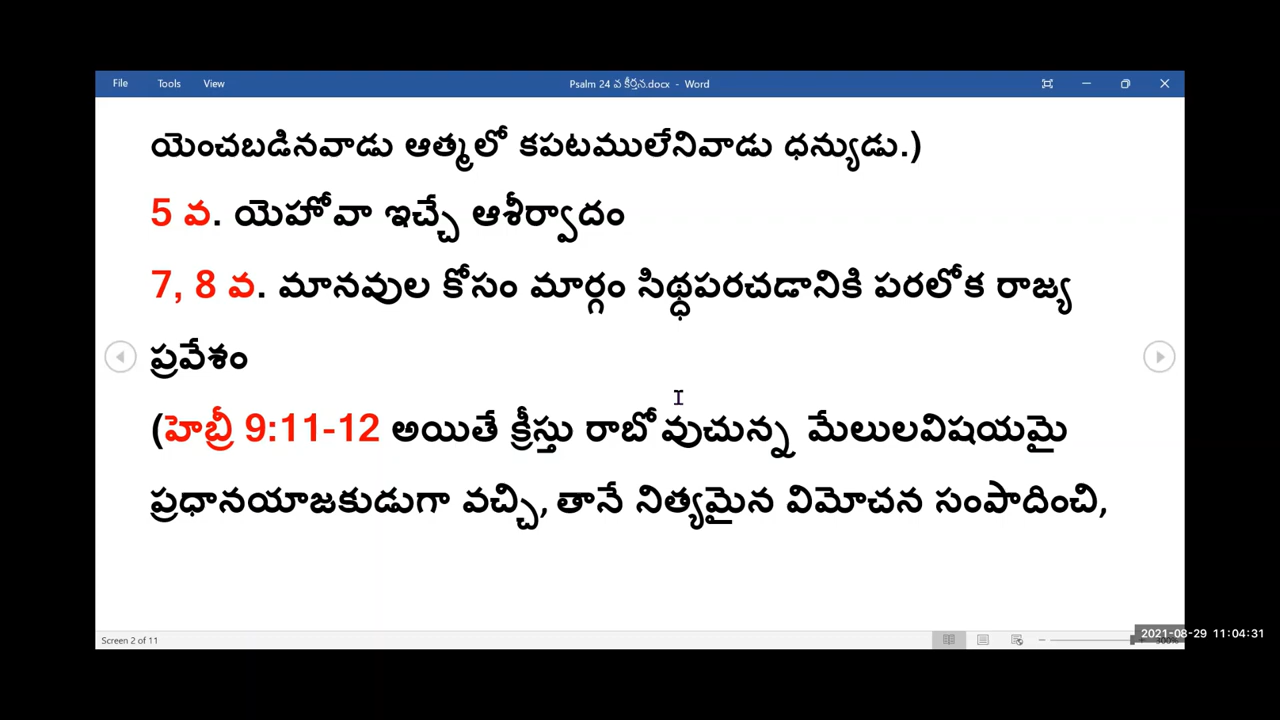 File Tools View Psalm 24 వ కీర్తన.docx - Word
యెంచబడినవాడు ఆత్మలో కపటములేనివాడు ధన్యుడు.)
5 వ. యెహోవా ఇచ్చే ఆశీర్వాదం
7, 8 వ. మానవుల కోసం మార్గం సిద్ధపరచడానికి పరలోక రాజ్య
ప్రవేశం
(హెబ్రీ 9:11-12 అయితే క్రీస్తు రాబోవుచున్న మేలులవిషయమై
ప్రధానయాజకుడుగా వచ్చి, తానే నిత్యమైన విమోచన సంపాదించి,
Screen 2 of 11
2021-08-29 11:04:31